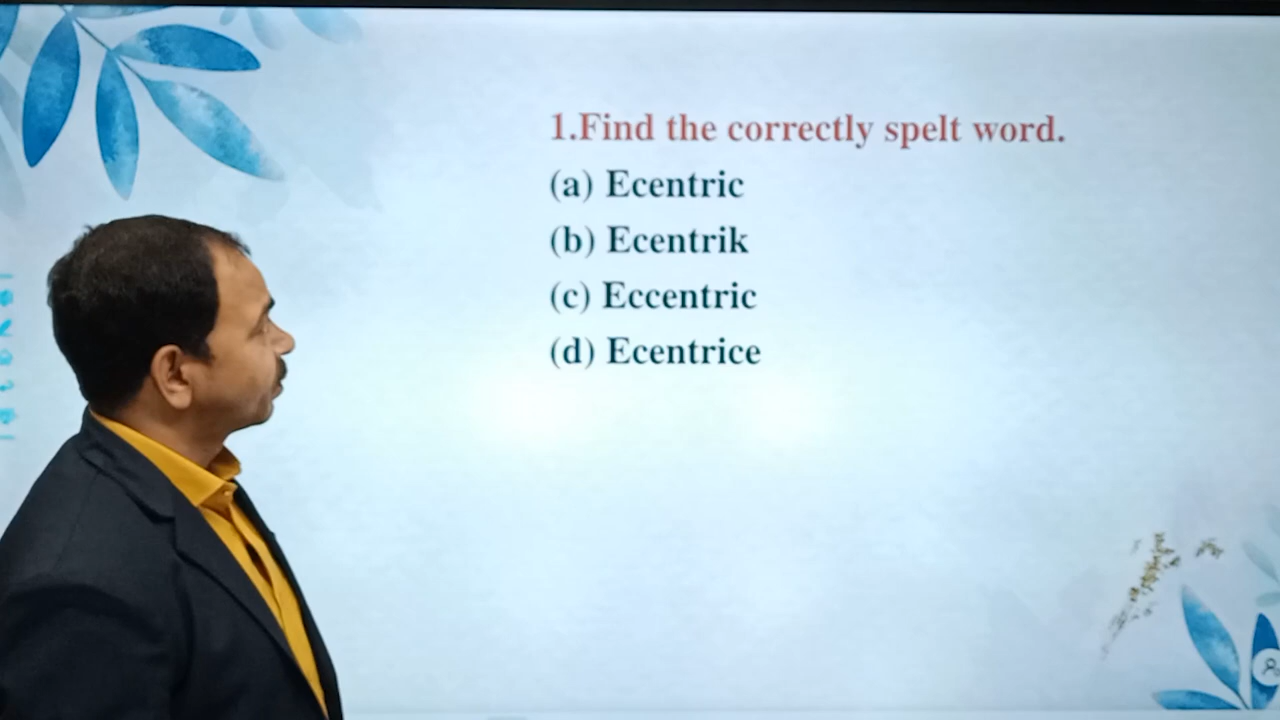 1.Find the correctly spelt word.
(a) Ecentric
(b) Ecentrik
(c) Eccentric
(d) Ecentrice